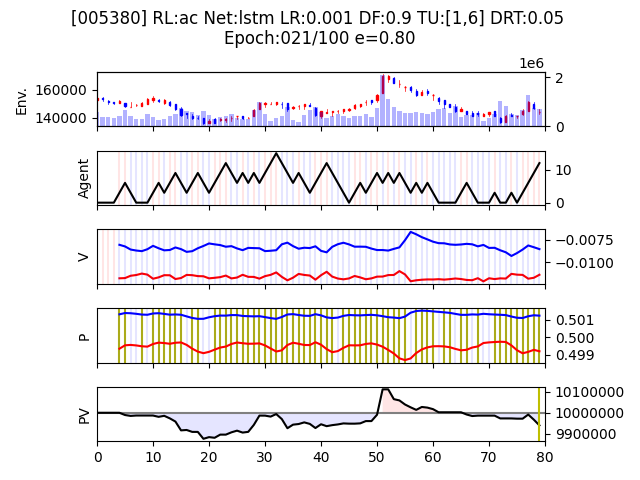 [005380] RL:ac Net:lstm LR:0.001 DF:0.9 TU:[1,6] DRT:0.05
Epoch:021/100 e=0.80
1e6
Env.
160000
140000
2
0
Agent
10
0
V
−0.0075
−0.0100
P
0.501
0.500
0.499
PV
10100000
10000000
9900000
0 10 20 30 40 50 60 70 80